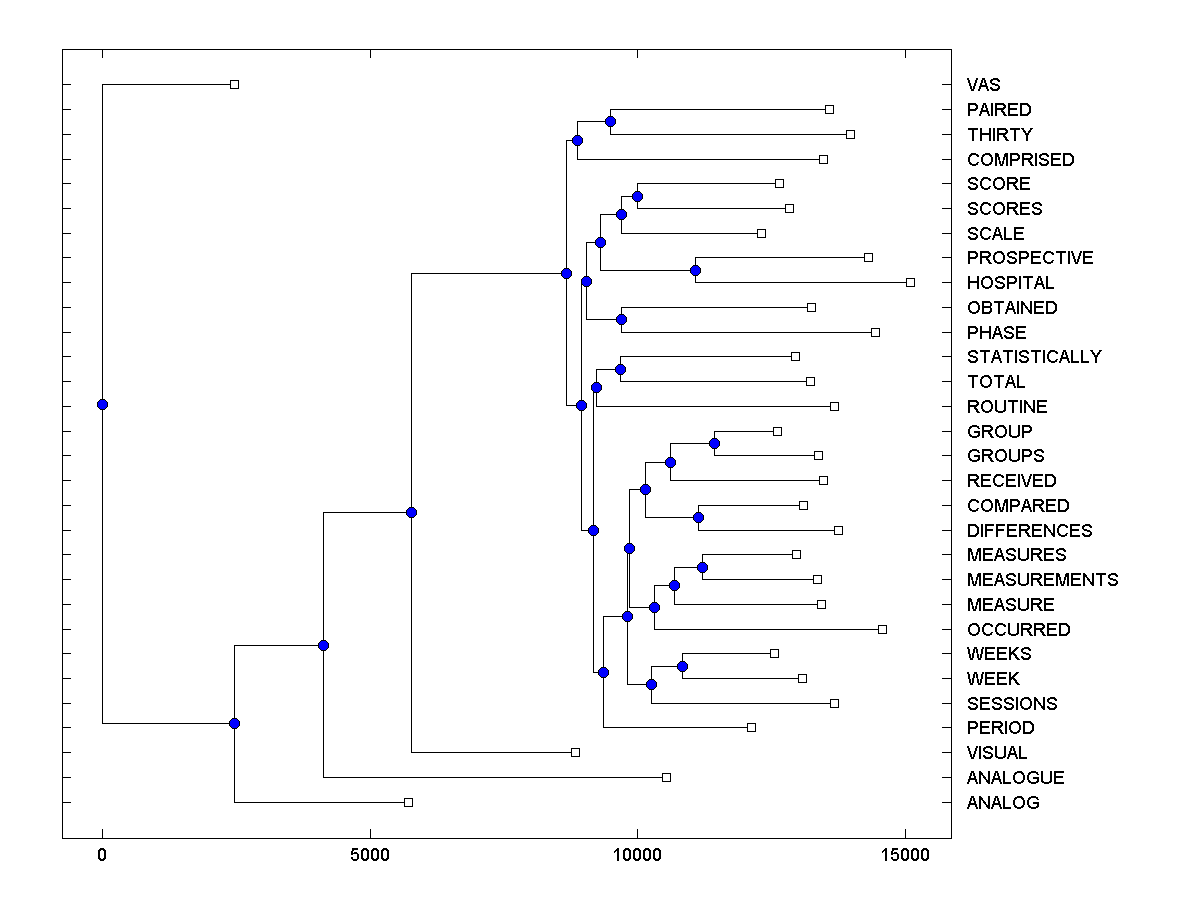 VAS
PAIRED
THIRTY
COMPRISED
SCORE
SCORES
SCALE
PROSPECTIVE
HOSPITAL
OBTAINED
PHASE
STATISTICALLY
TOTAL
ROUTINE
GROUP
GROUPS
RECEIVED
COMPARED
DIFFERENCES
MEASURES
MEASUREMENTS
MEASURE
OCCURRED
WEEKS
WEEK
SESSIONS
PERIOD
VISUAL
ANALOGUE
ANALOG
0 5000 10000 15000